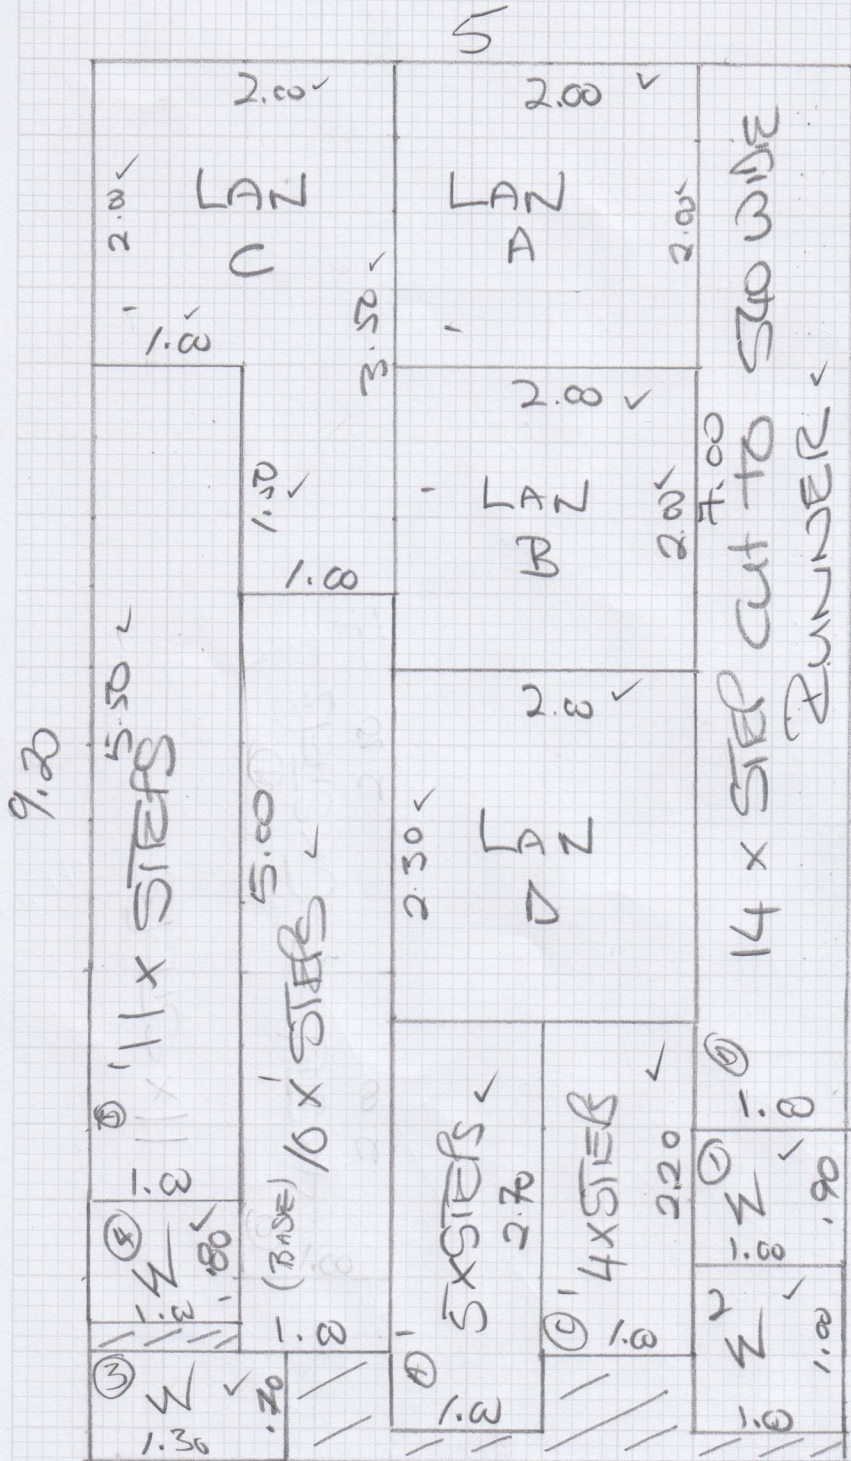 5
9.20
2.00 ✓
2.00 ✓
LAN
C
1.00 ✓
3.50 ✓
1.50 ✓
1.00
2.00 ✓
LAN
A
2.00 ✓
2.00 ✓
LAN
B
2.00 ✓
2.00 ✓
2.30 ✓
LAN
D
7.00
14 x STEP CUT TO 540 WIDE
RUNNER ✓
1.00
5.50 ✓
11 x STEPS
1.00
5.00
10 x STEPS ✓
(BASE)
1.00
5 x STEPS ✓
2.70
A
1.00
4 x STEPS ✓
2.20
C
1.00
1
W ✓
.90
1.00
2
W ✓
1.00
1.00
4
W ✓
.80
1.00
3
W ✓
.70
1.30